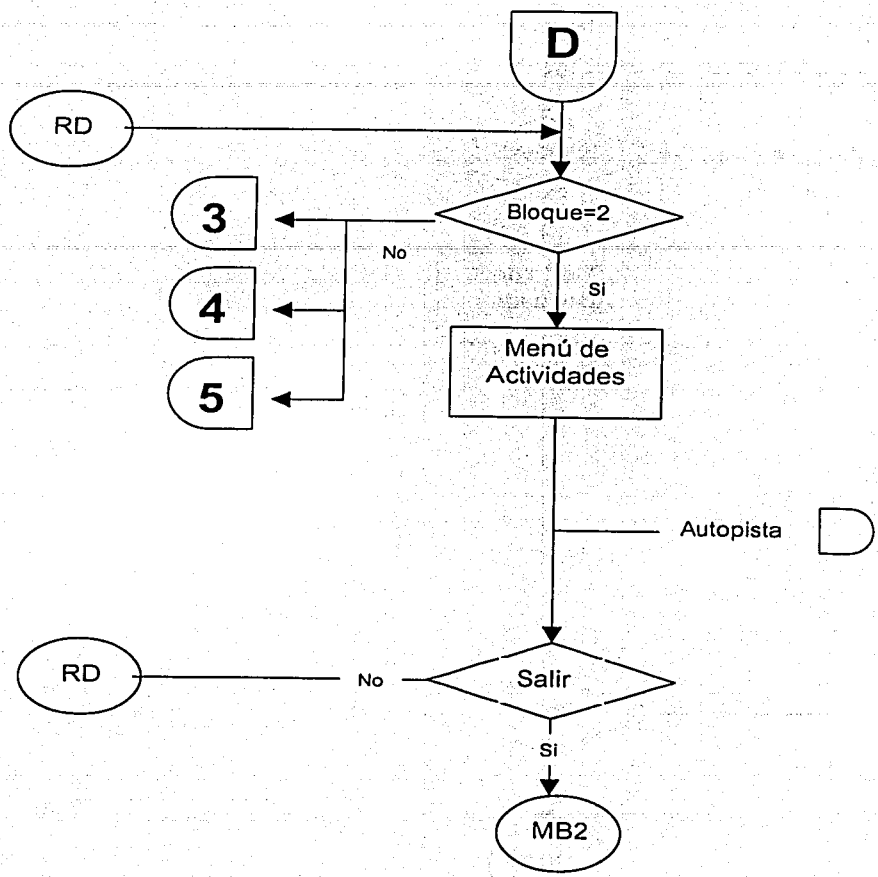 D
RD
Bloque=2
3
No
Si
4
Menú de
Actividades
5
Autopista
RD
No
Salir
Si
MB2